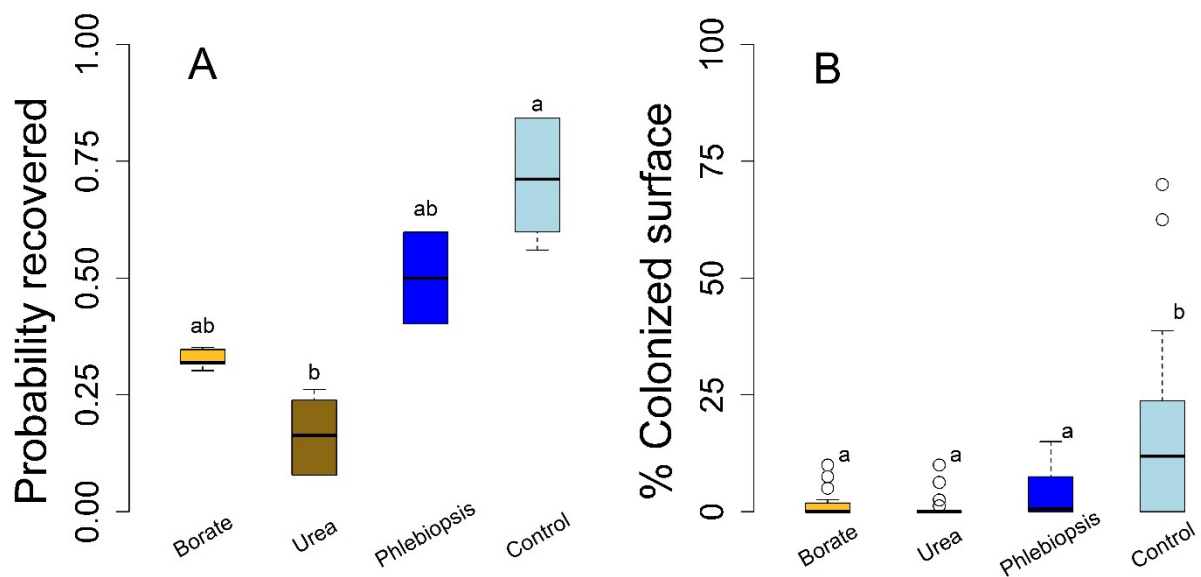 A
Probability recovered
1.00
0.75
0.50
0.25
0.00
ab
b
ab
a
Borate
Urea
Phlebiopsis
Control
B
% Colonized surface
100
75
50
25
0
a
a
a
b
Borate
Urea
Phlebiopsis
Control